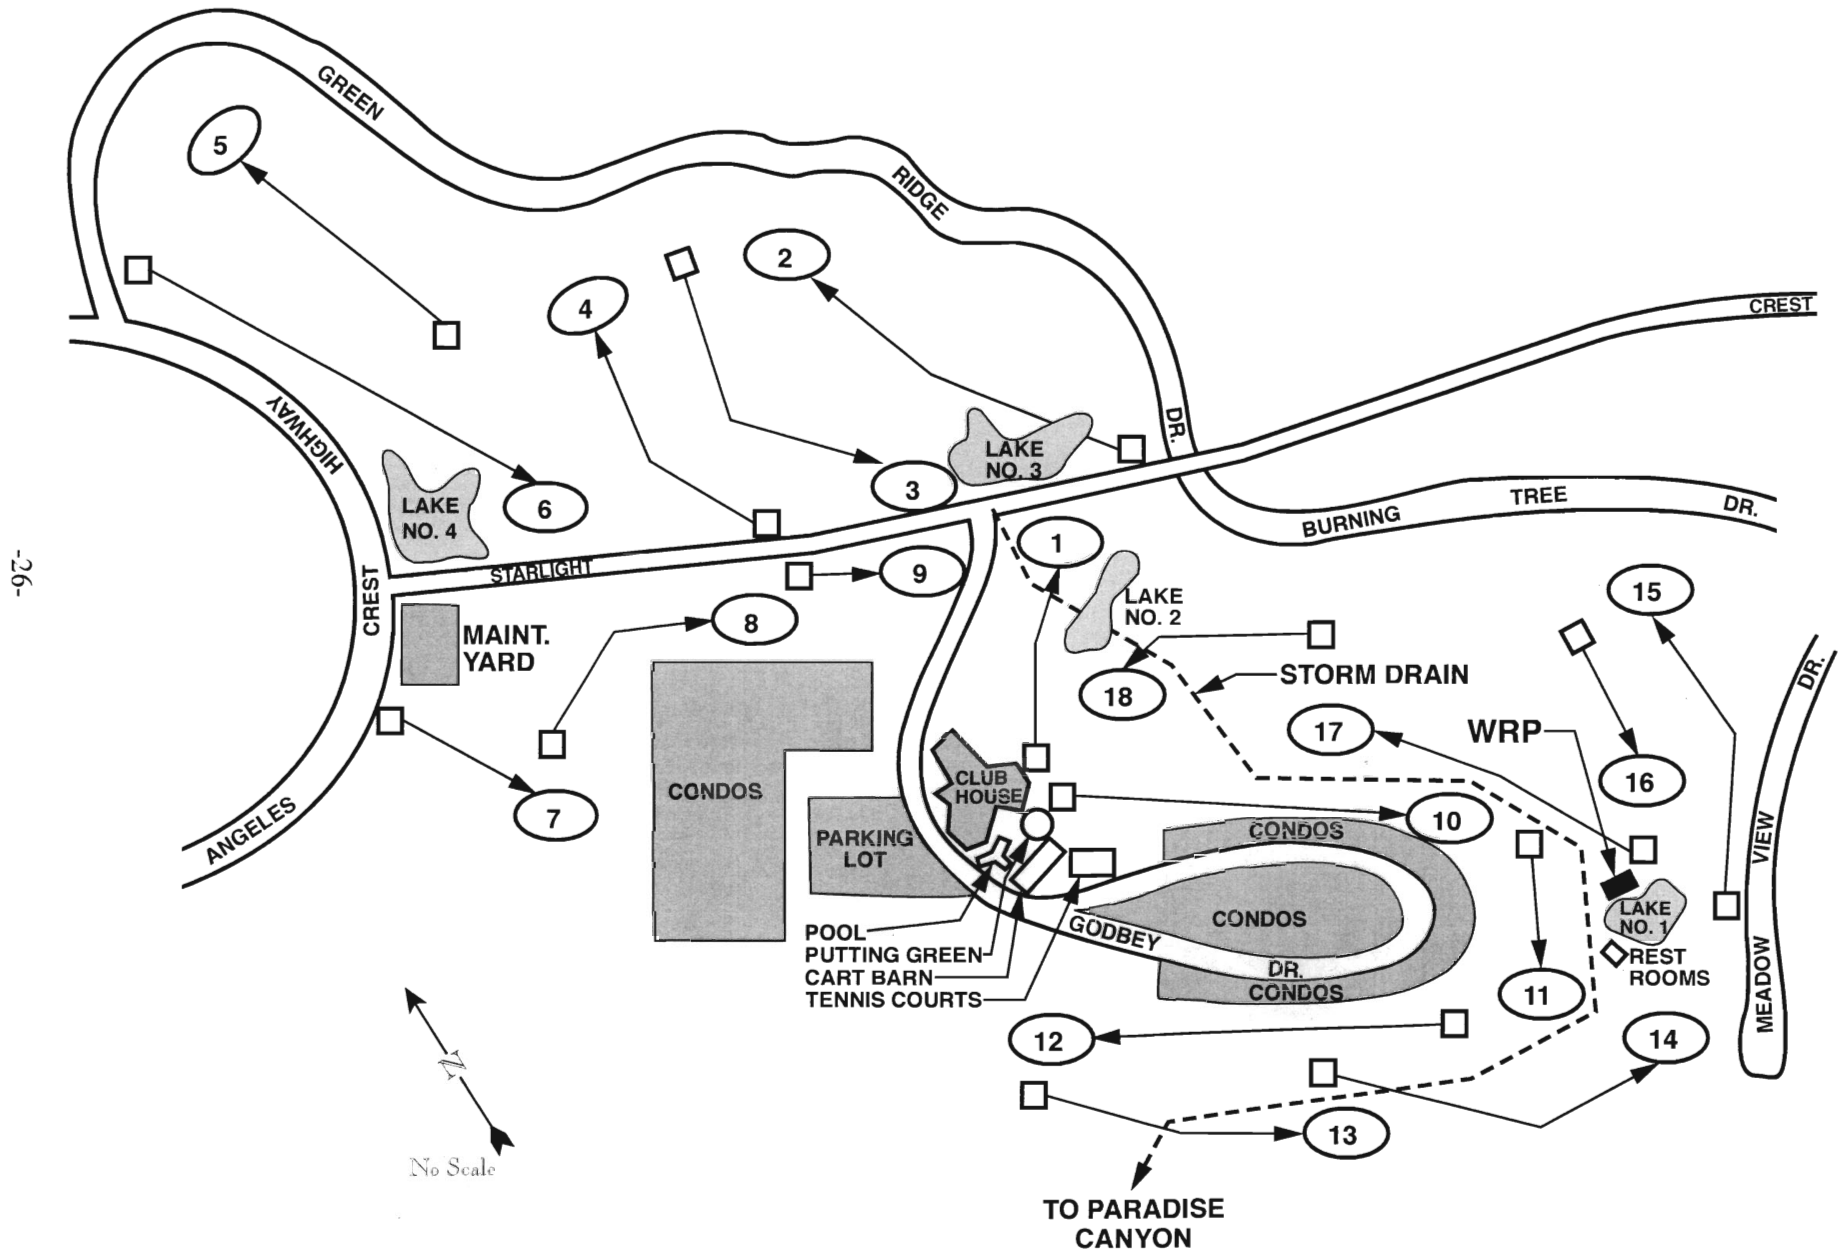 GREEN
RIDGE
DR.
CREST
HIGHWAY
5
2
4
LAKE
NO. 3
3
6
LAKE
NO. 4
STARLIGHT
BURNING
TREE
DR.
-26-
CREST
1
9
LAKE
NO. 2
15
8
MAINT.
YARD
STORM DRAIN
18
17
WRP
16
DR.
7
CONDOS
CLUB
HOUSE
10
CONDOS
PARKING
LOT
ANGELES
VIEW
CONDOS
LAKE
NO. 1
POOL
PUTTING GREEN
CART BARN
TENNIS COURTS
GODBEY
DR.
CONDOS
REST
ROOMS
11
MEADOW
12
14
13
N
No Scale
TO PARADISE
CANYON